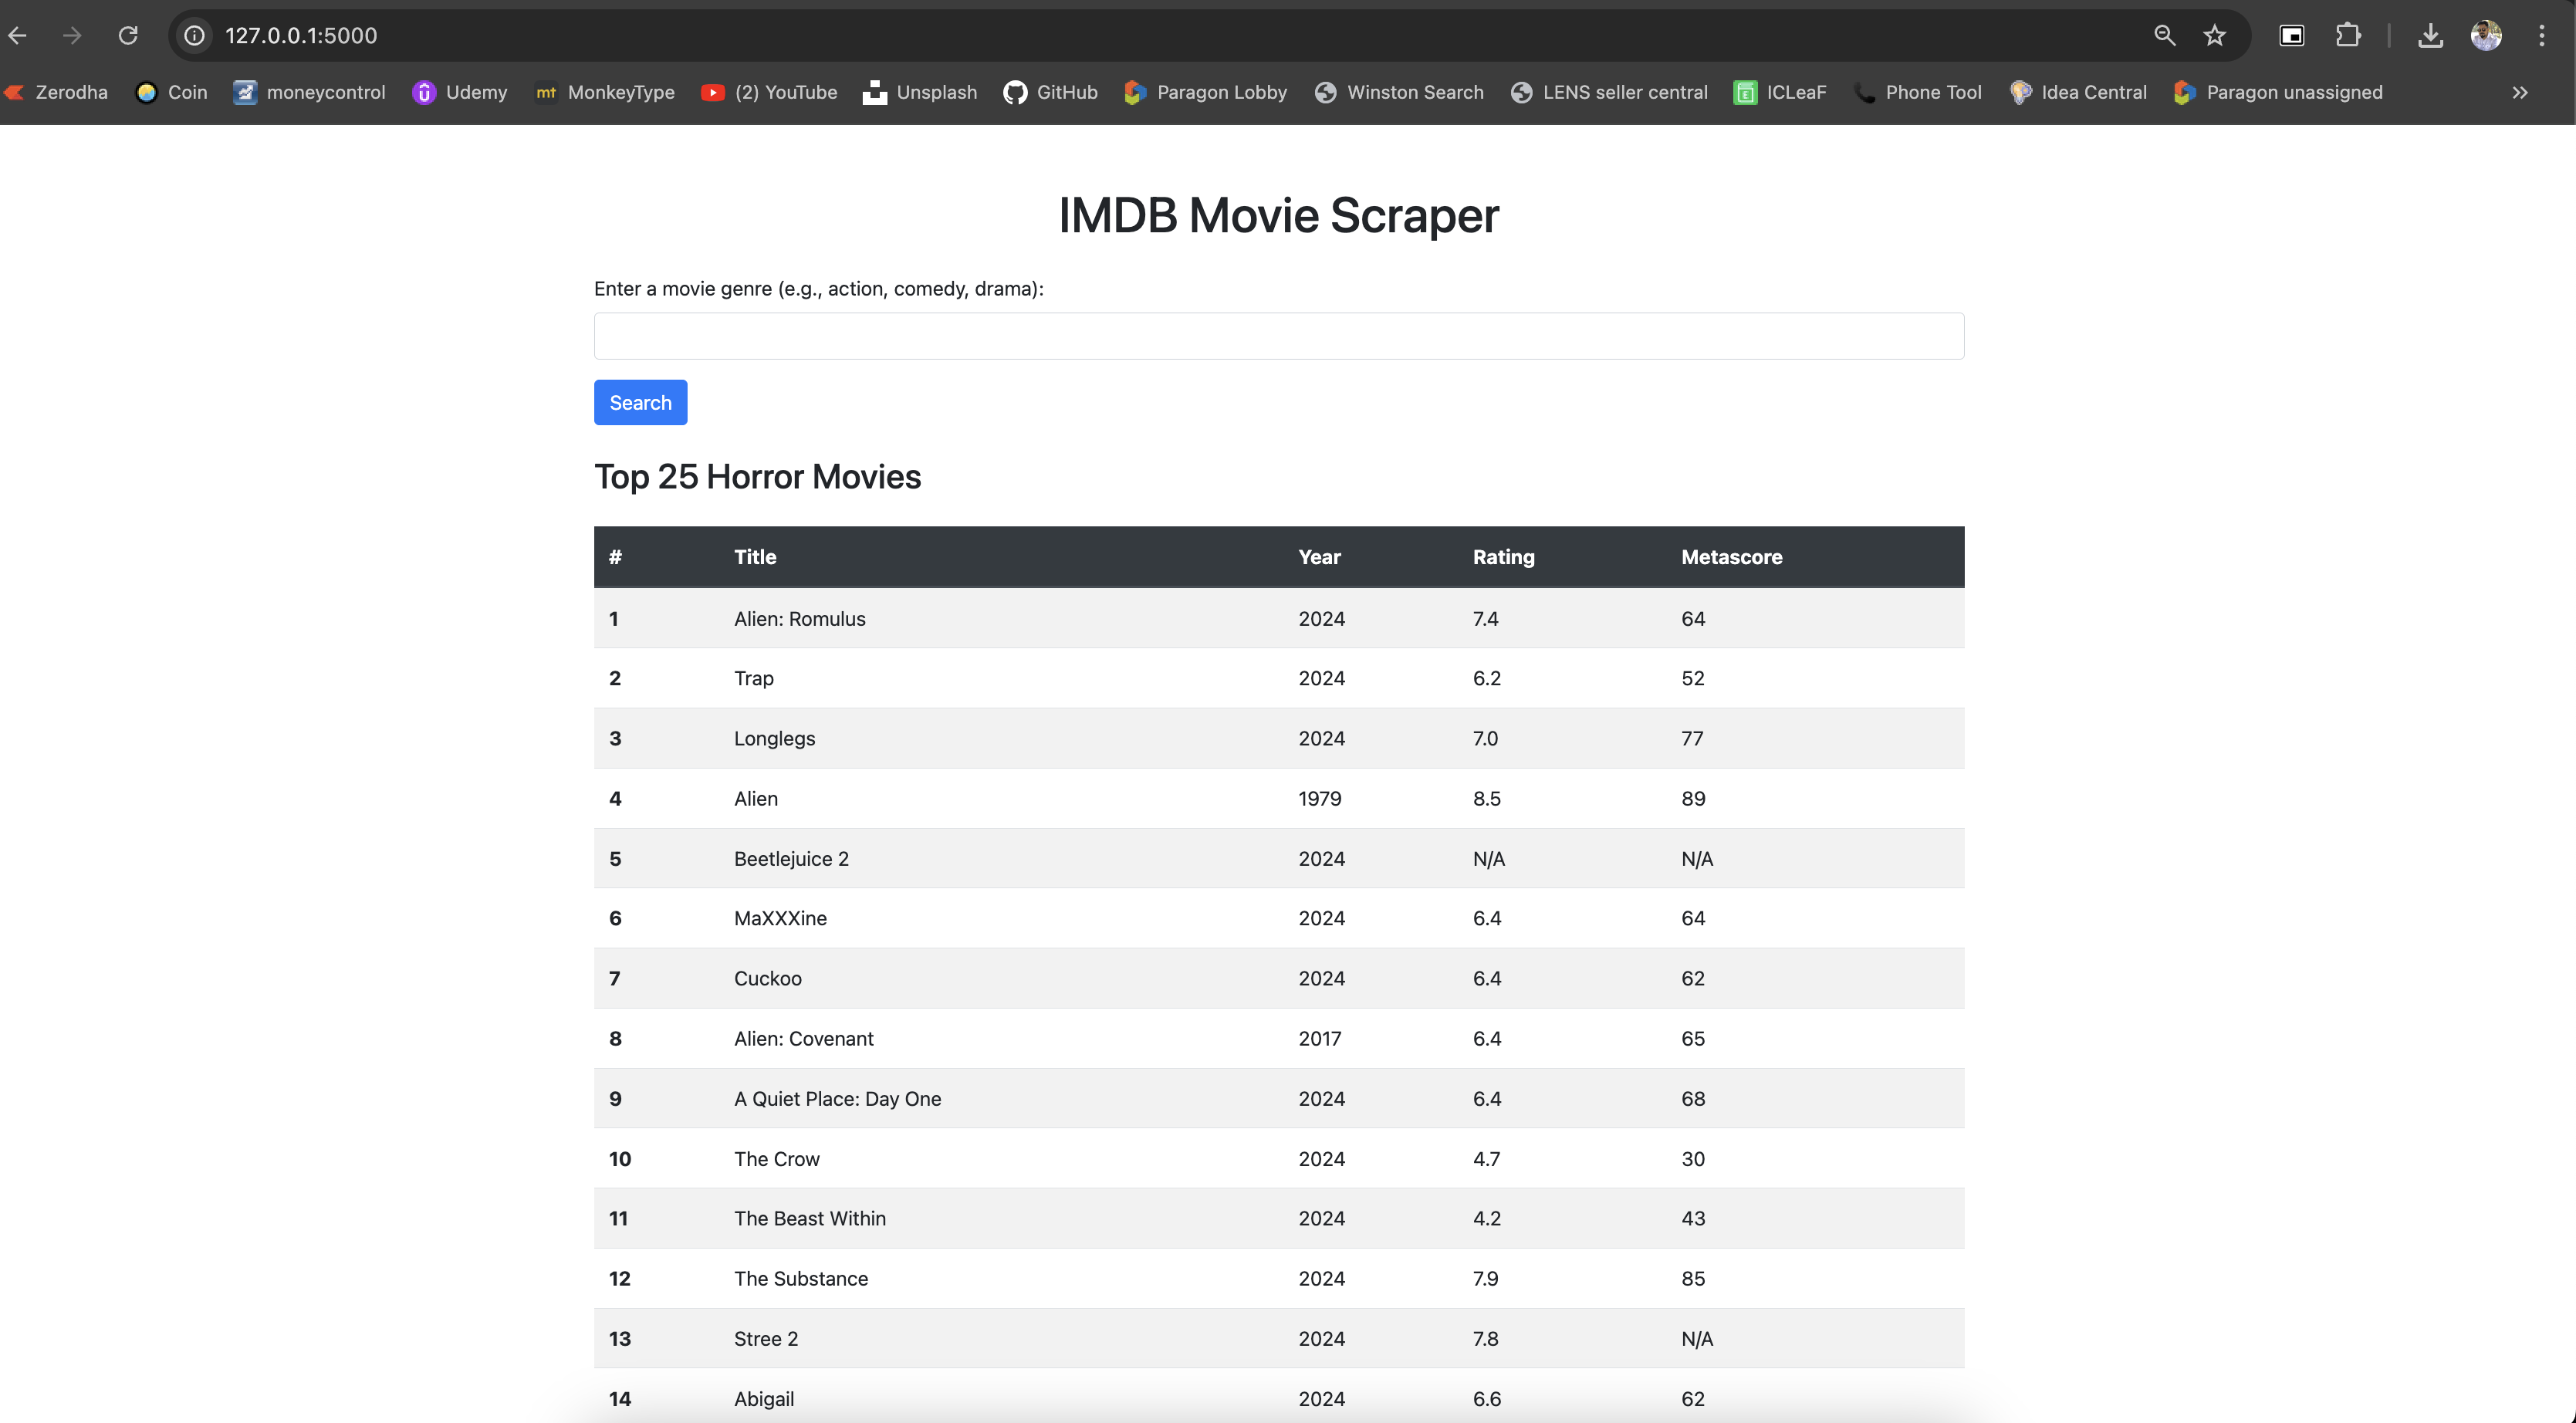 127.0.0.1:5000
Zerodha Coin moneycontrol Udemy mt MonkeyType (2) YouTube Unsplash GitHub Paragon Lobby Winston Search LENS seller central E ICLeaF Phone Tool Idea Central Paragon unassigned »
IMDB Movie Scraper
Enter a movie genre (e.g., action, comedy, drama):
Search
Top 25 Horror Movies
# Title Year Rating Metascore
1 Alien: Romulus 2024 7.4 64
2 Trap 2024 6.2 52
3 Longlegs 2024 7.0 77
4 Alien 1979 8.5 89
5 Beetlejuice 2 2024 N/A N/A
6 MaXXXine 2024 6.4 64
7 Cuckoo 2024 6.4 62
8 Alien: Covenant 2017 6.4 65
9 A Quiet Place: Day One 2024 6.4 68
10 The Crow 2024 4.7 30
11 The Beast Within 2024 4.2 43
12 The Substance 2024 7.9 85
13 Stree 2 2024 7.8 N/A
14 Abigail 2024 6.6 62